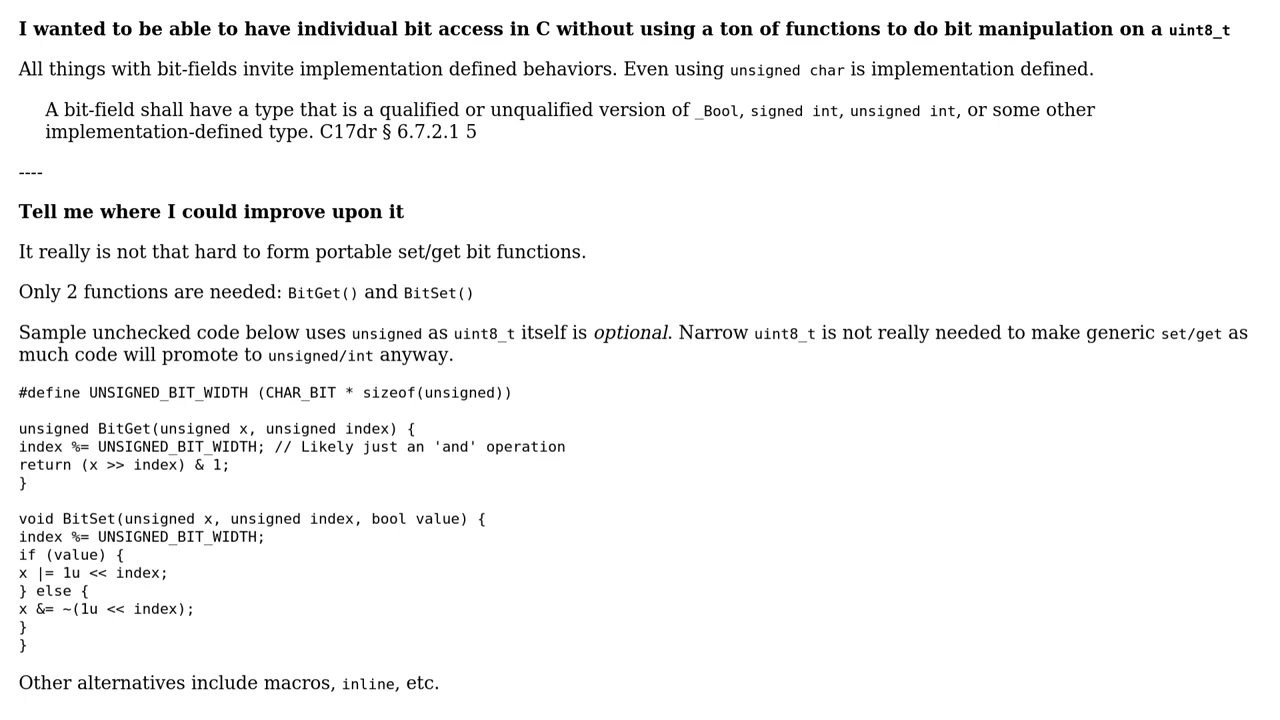 I wanted to be able to have individual bit access in C without using a ton of functions to do bit manipulation on a uint8_t
All things with bit-fields invite implementation defined behaviors. Even using unsigned char is implementation defined.
A bit-field shall have a type that is a qualified or unqualified version of _Bool, signed int, unsigned int, or some other
implementation-defined type. C17dr § 6.7.2.1 5
----
Tell me where I could improve upon it
It really is not that hard to form portable set/get bit functions.
Only 2 functions are needed: BitGet() and BitSet()
Sample unchecked code below uses unsigned as uint8_t itself is optional. Narrow uint8_t is not really needed to make generic set/get as
much code will promote to unsigned/int anyway.
#define UNSIGNED_BIT_WIDTH (CHAR_BIT * sizeof(unsigned))
unsigned BitGet(unsigned x, unsigned index) {
index %= UNSIGNED_BIT_WIDTH; // Likely just an 'and' operation
return (x >> index) & 1;
}
void BitSet(unsigned x, unsigned index, bool value) {
index %= UNSIGNED_BIT_WIDTH;
if (value) {
x |= 1u << index;
} else {
x &= ~(1u << index);
}
}
Other alternatives include macros, inline, etc.